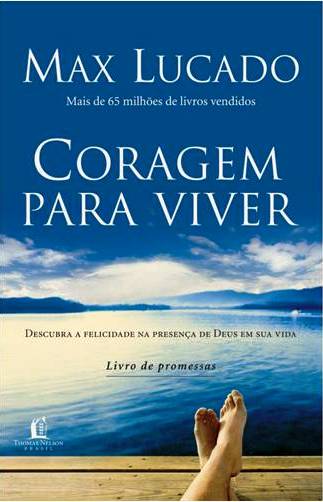 MAX LUCADO
Mais de 65 milhões de livros vendidos
CORAGEM
PARA VIVER
DESCUBRA A FELICIDADE NA PRESENÇA DE DEUS EM SUA VIDA
Livro de promessas
THOMAS NELSON
BRASIL